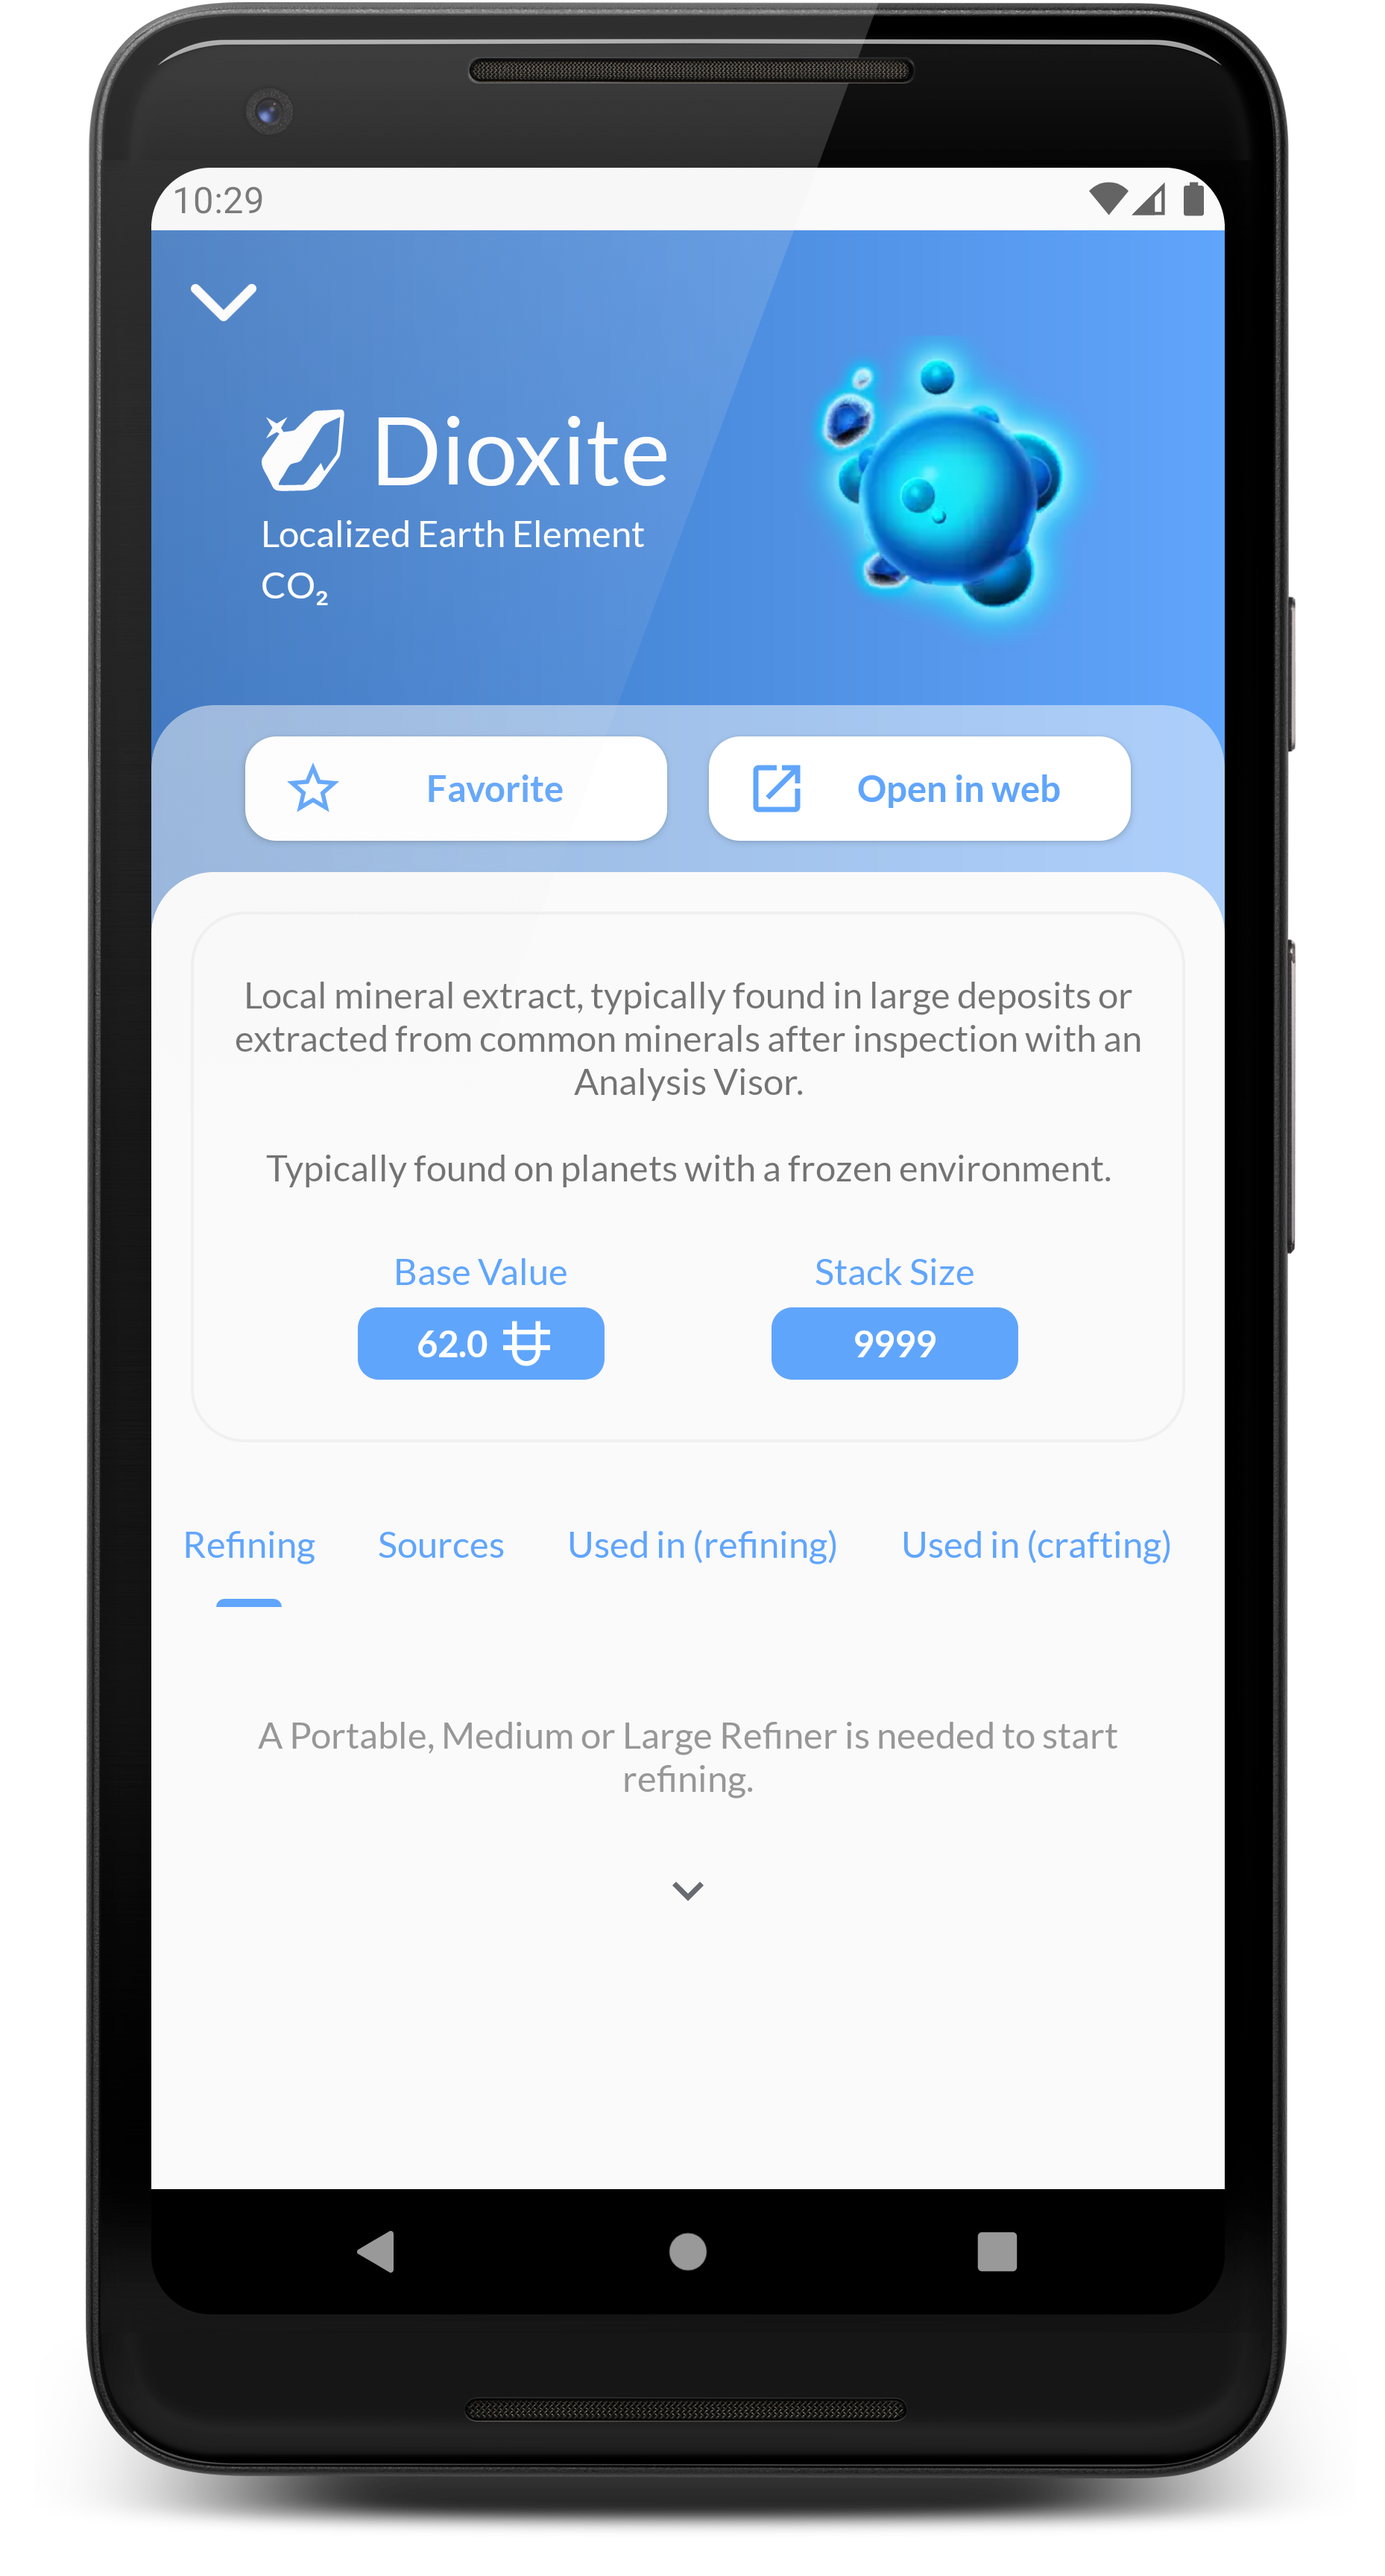 10:29
Dioxite
Localized Earth Element
CO₂
Favorite
Open in web
Local mineral extract, typically found in large deposits or
extracted from common minerals after inspection with an
Analysis Visor.
Typically found on planets with a frozen environment.
Base Value
Stack Size
62.0
9999
Refining
Sources
Used in (refining)
Used in (crafting)
A Portable, Medium or Large Refiner is needed to start
refining.